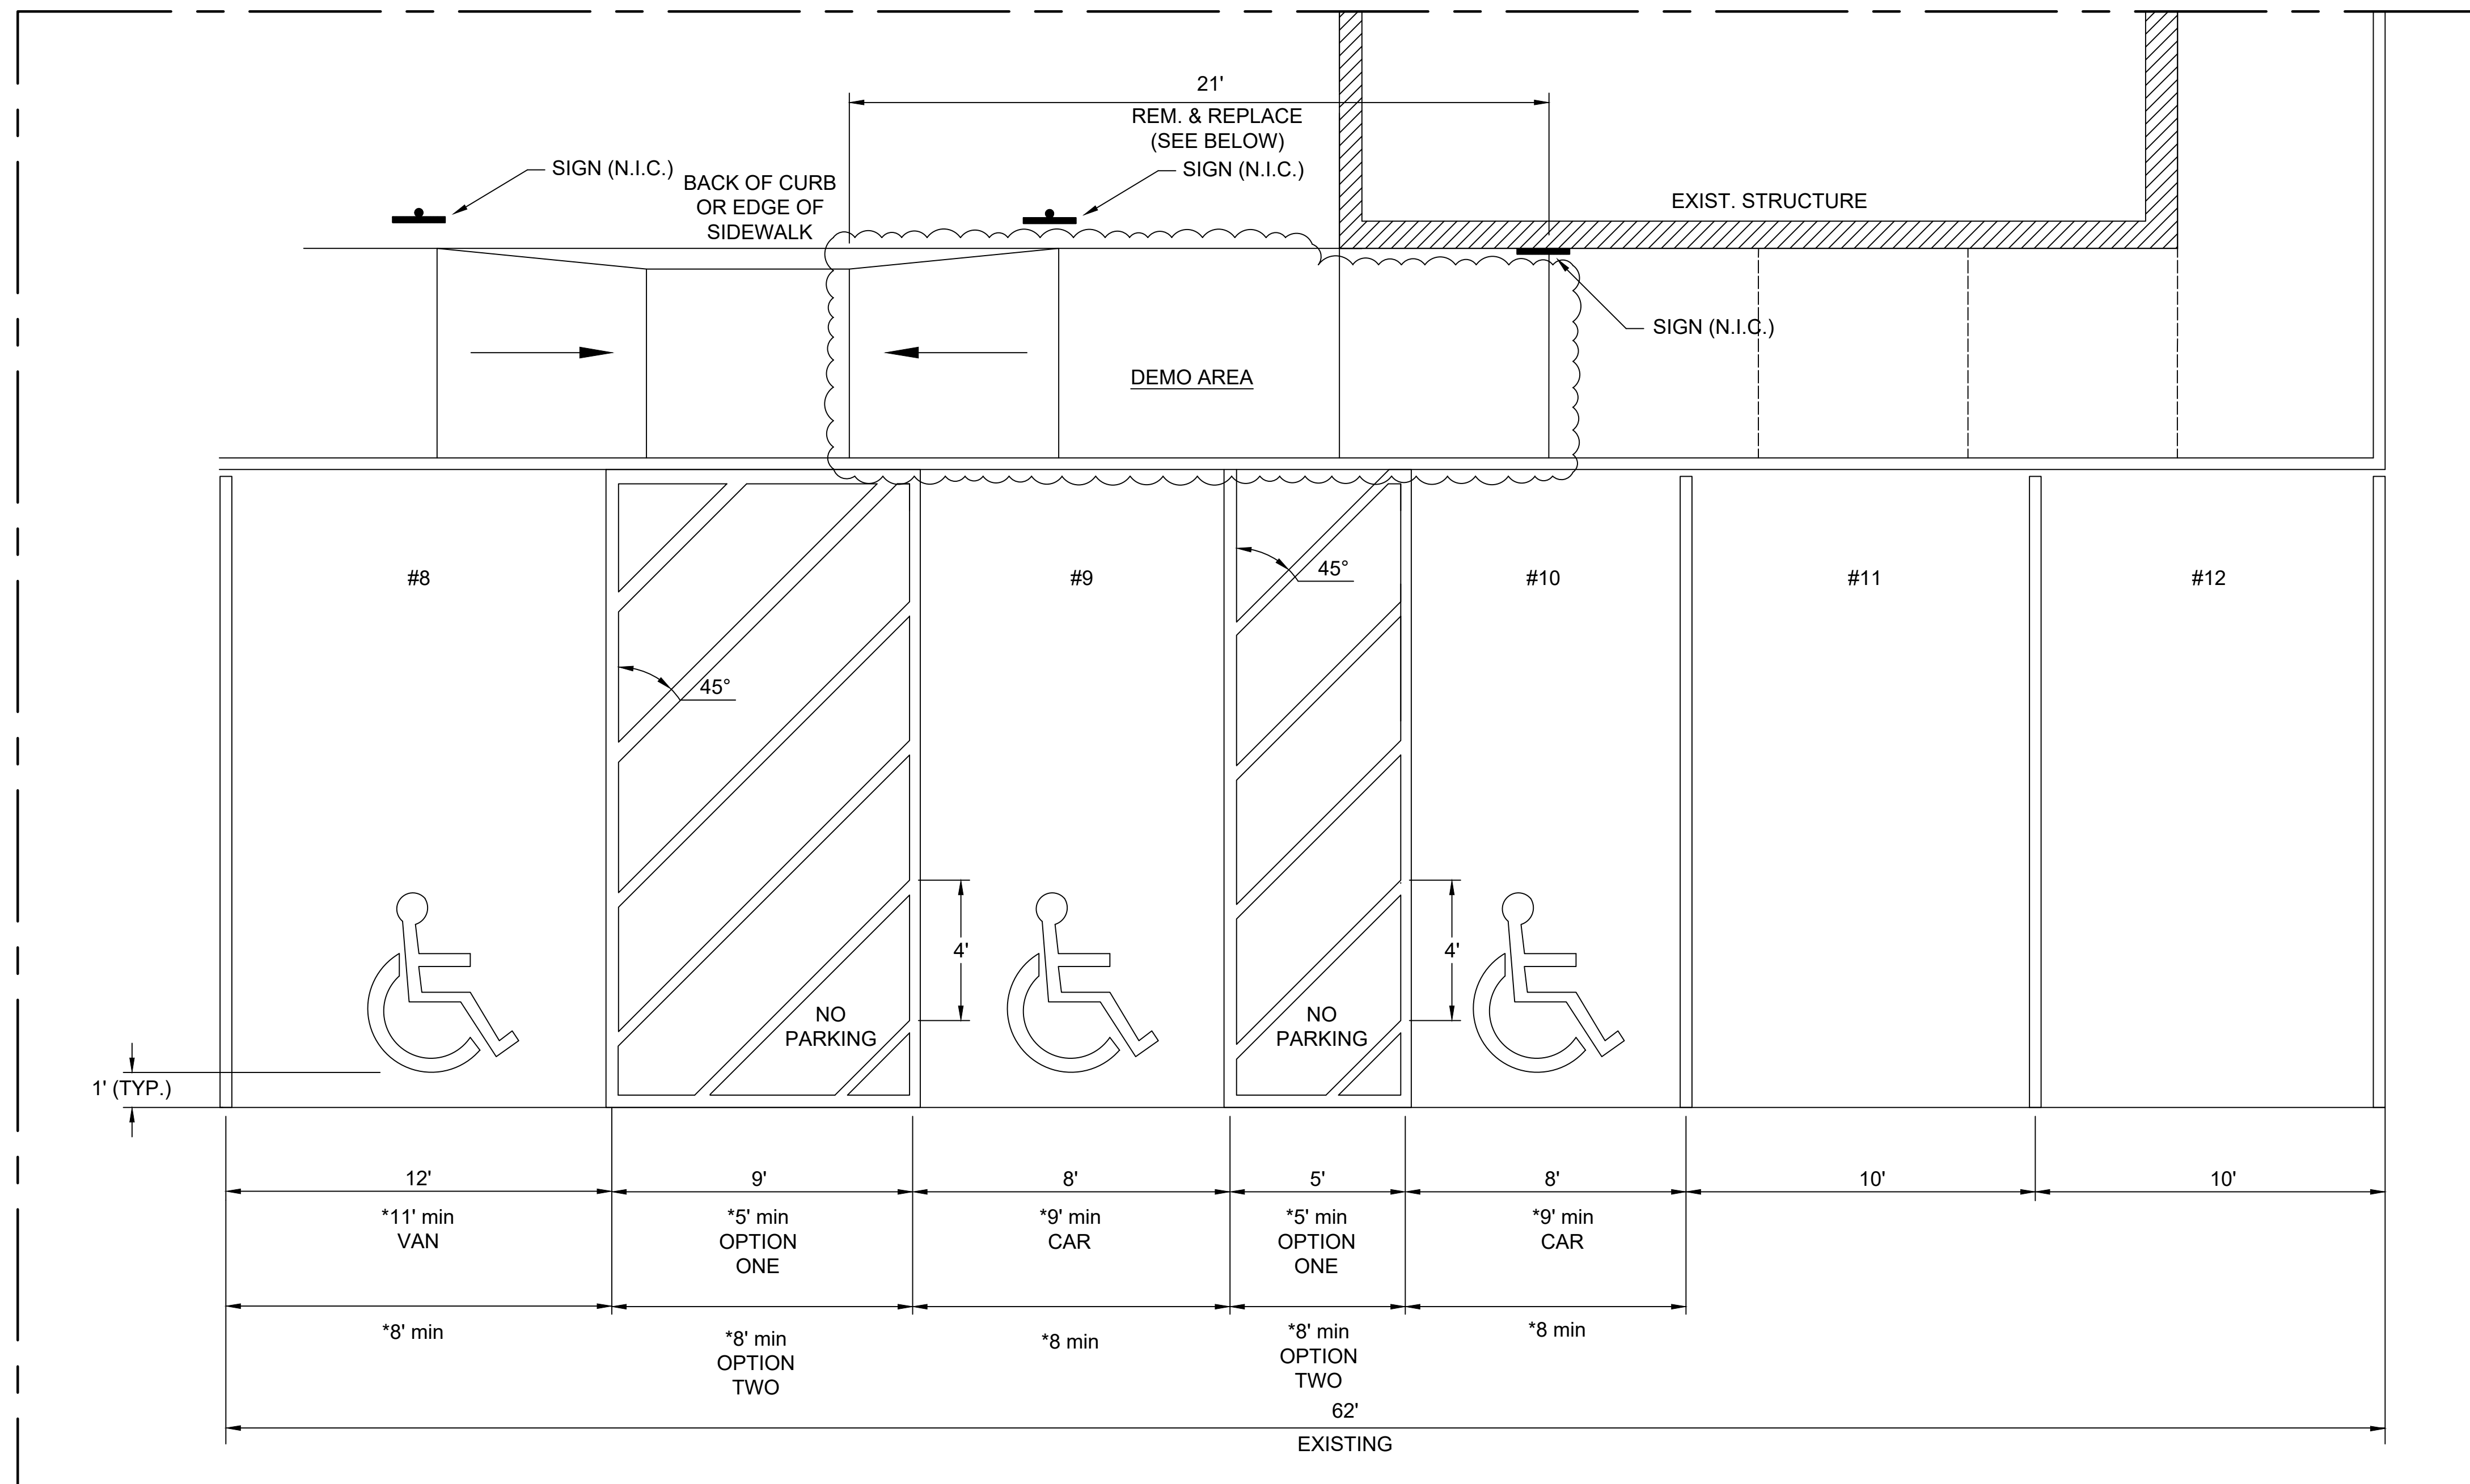 21'
REM. & REPLACE
(SEE BELOW)
SIGN (N.I.C.)
SIGN (N.I.C.)
BACK OF CURB
OR EDGE OF
SIDEWALK
EXIST. STRUCTURE
SIGN (N.I.C.)
DEMO AREA
#8
#9
#10
#11
#12
45°
45°
4'
4'
NO
PARKING
NO
PARKING
1' (TYP.)
12'
9'
8'
5'
8'
10'
10'
*11' min
VAN
*5' min
OPTION
ONE
*9' min
CAR
*5' min
OPTION
ONE
*9' min
CAR
*8' min
*8' min
OPTION
TWO
*8 min
*8' min
OPTION
TWO
*8 min
62'
EXISTING